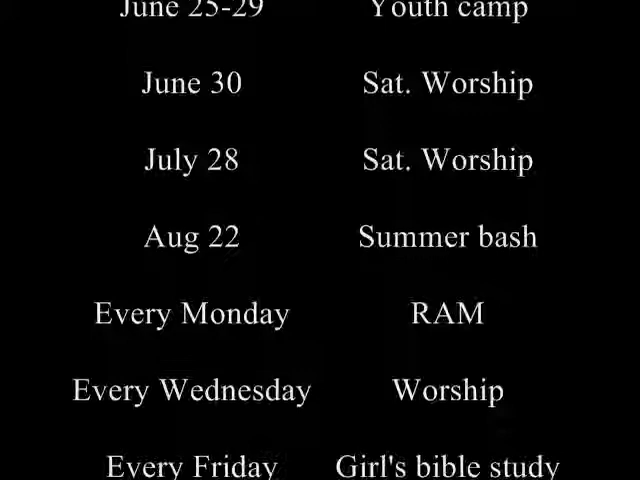 June 25-29 Youth camp
June 30 Sat. Worship
July 28 Sat. Worship
Aug 22 Summer bash
Every Monday RAM
Every Wednesday Worship
Every Friday Girl's bible study